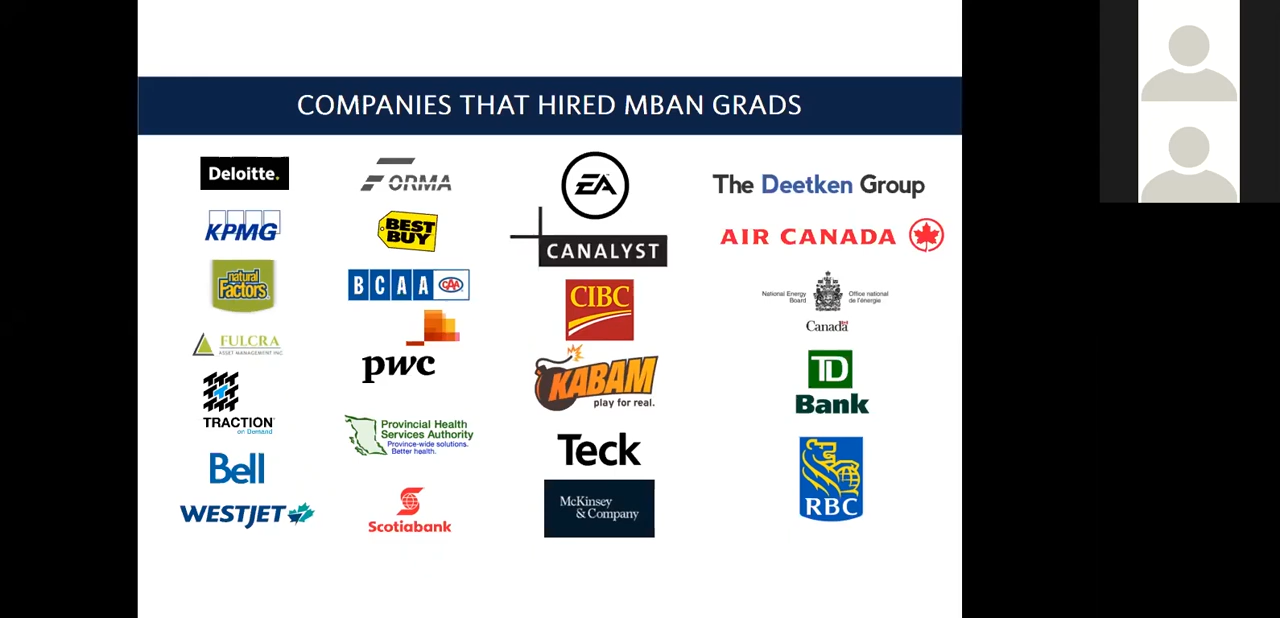 COMPANIES THAT HIRED MBAN GRADS
Deloitte.
KPMG
natural
Factors
FULCRA
ASSET MANAGEMENT INC
TRACTION
on Demand
Bell
WESTJET
FORMA
BEST
BUY
BCAA CAA
pwc
Provincial Health
Services Authority
Province-wide solutions.
Better health.
Scotiabank
EA
CANALYST
CIBC
KABAM
play for real.
Teck
McKinsey
& Company
The Deetken Group
AIR CANADA
National Energy Office national
Board de l'énergie
Canada
TD
Bank
RBC